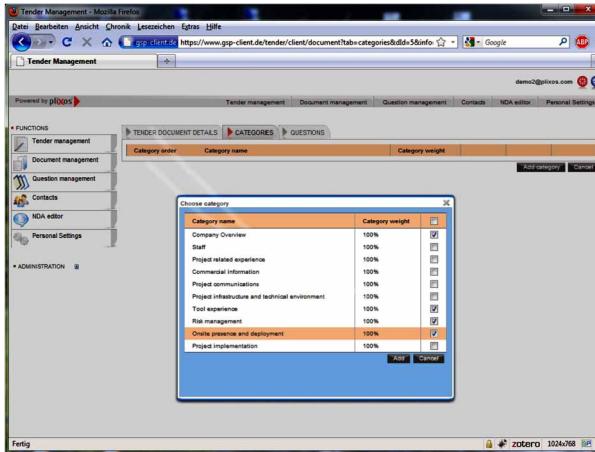 Tender Management - Mozilla Firefox
Datei Bearbeiten Ansicht Chronik Lesezeichen Extras Hilfe
gsp-client.de https://www.gsp-client.de/tender/client/document?tab=categories&dId=5&info: Google ABP
Tender Management
demo2@plixos.com
Powered by plixos Tender management Document management Question management Contacts NDA editor Personal Settings
FUNCTIONS
Tender management
Document management
Question management
Contacts
NDA editor
Personal Settings
ADMINISTRATION
TENDER DOCUMENT DETAILS CATEGORIES QUESTIONS
Category order Category name Category weight
Add category Cancel
Choose category
Category name Category weight
Company Overview 100%
Staff 100%
Project related experience 100%
Commercial information 100%
Project communications 100%
Project infrastructure and technical environment 100%
Tool experience 100%
Risk management 100%
Onsite presence and deployment 100%
Project implementation 100%
Add Cancel
Fertig zotero 1024x768